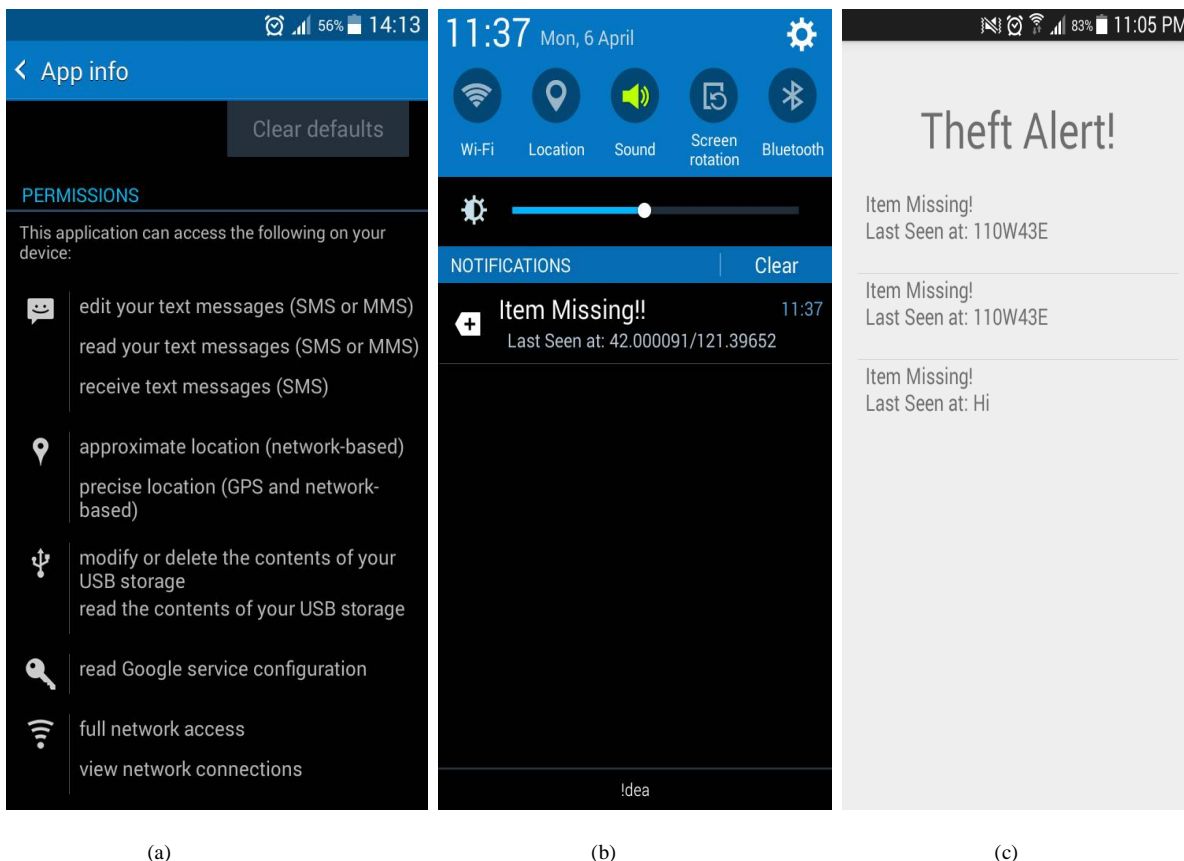 56% 14:13
App info
Clear defaults
PERMISSIONS
This application can access the following on your
device:
edit your text messages (SMS or MMS)
read your text messages (SMS or MMS)
receive text messages (SMS)
approximate location (network-based)
precise location (GPS and network-
based)
modify or delete the contents of your
USB storage
read the contents of your USB storage
read Google service configuration
full network access
view network connections
(a)
11:37 Mon, 6 April
Wi-Fi
Location
Sound
Screen
rotation
Bluetooth
NOTIFICATIONS
Clear
Item Missing!! 11:37
Last Seen at: 42.000091/121.39652
!dea
(b)
83% 11:05 PM
Theft Alert!
Item Missing!
Last Seen at: 110W43E
Item Missing!
Last Seen at: 110W43E
Item Missing!
Last Seen at: Hi
(c)